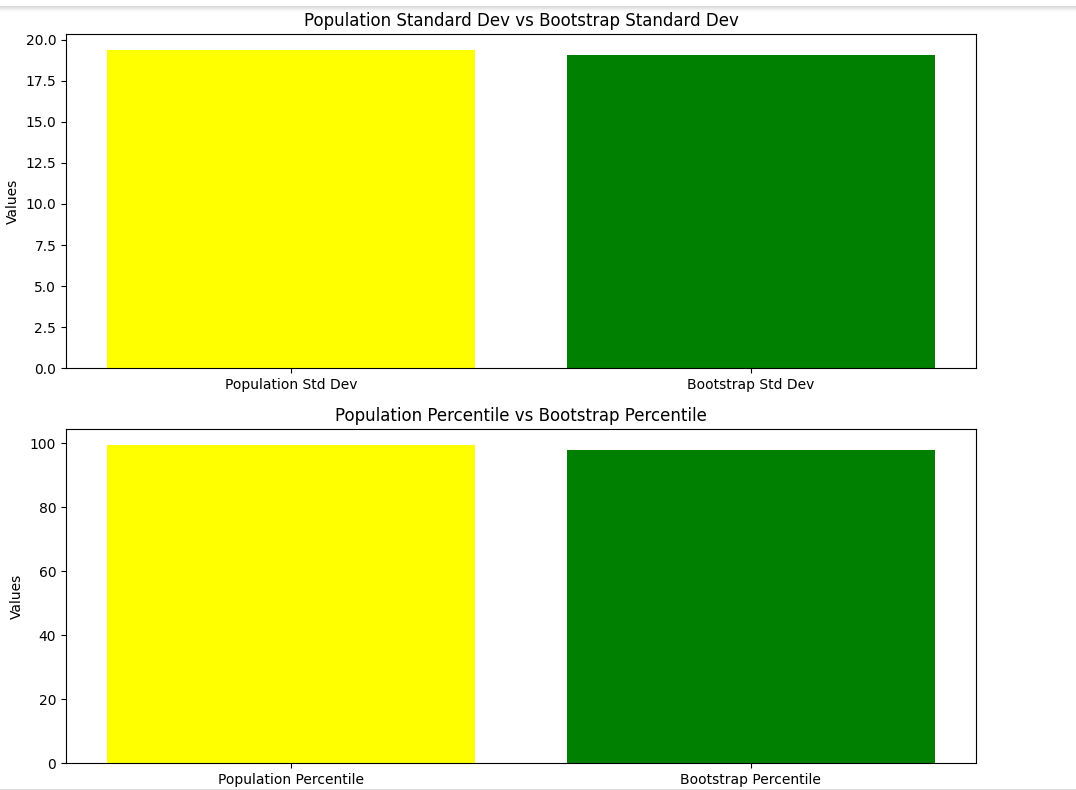 Population Standard Dev vs Bootstrap Standard Dev
20.0
17.5
15.0
12.5
10.0
7.5
5.0
2.5
0.0
Values
Population Std Dev
Bootstrap Std Dev
Population Percentile vs Bootstrap Percentile
100
80
60
40
20
0
Values
Population Percentile
Bootstrap Percentile